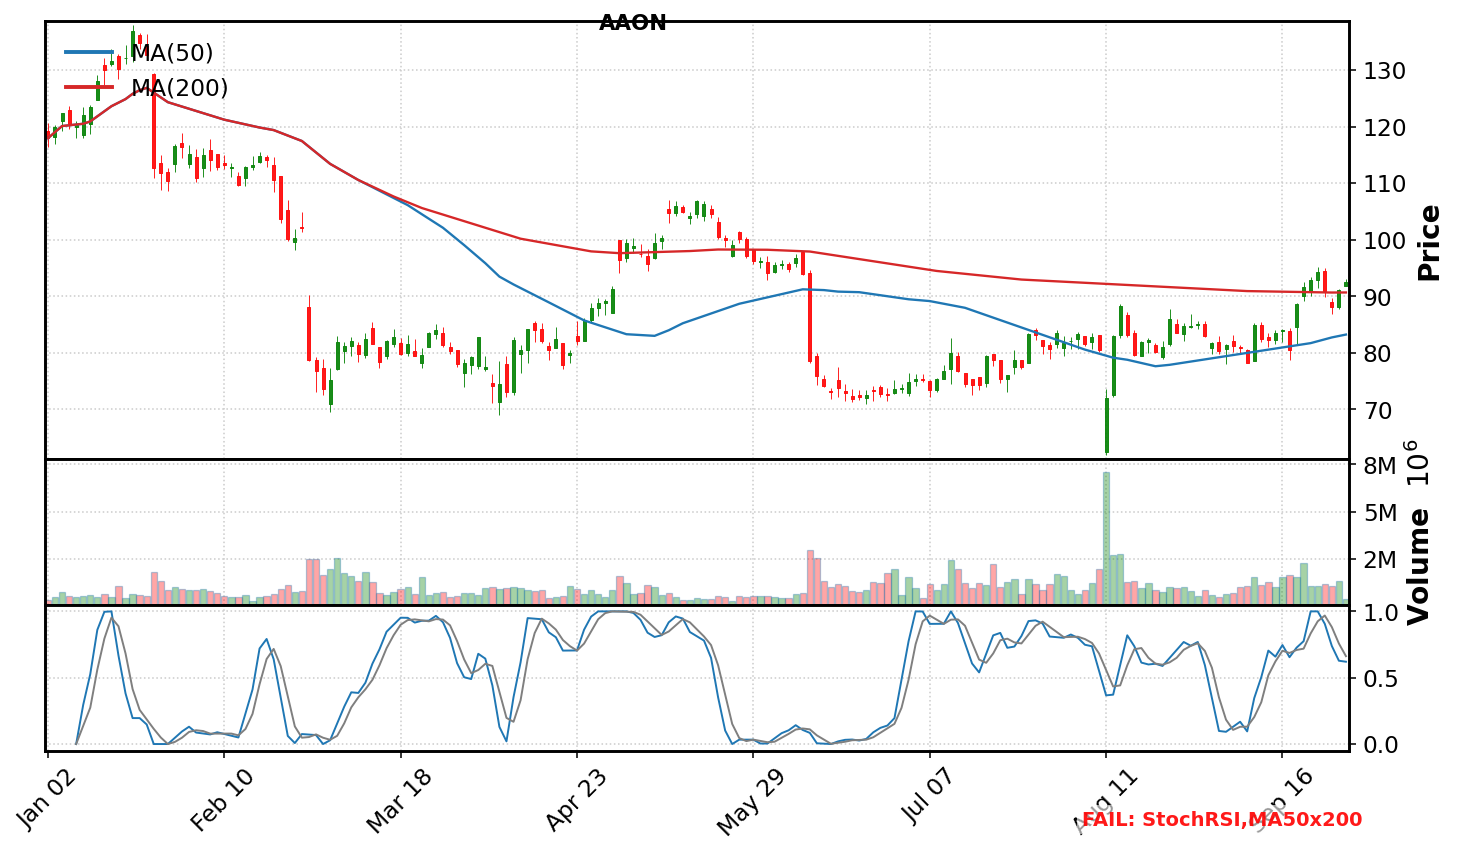 AAON
MA(50)
MA(200)
130
120
110
100
90
80
70
Price
8M
5M
2M
Volume 10^6
1.0
0.5
0.0
Jan 02
Feb 10
Mar 18
Apr 23
May 29
Jul 07
Aug 11
Sep 16
FAIL: StochRSI,MA50x200